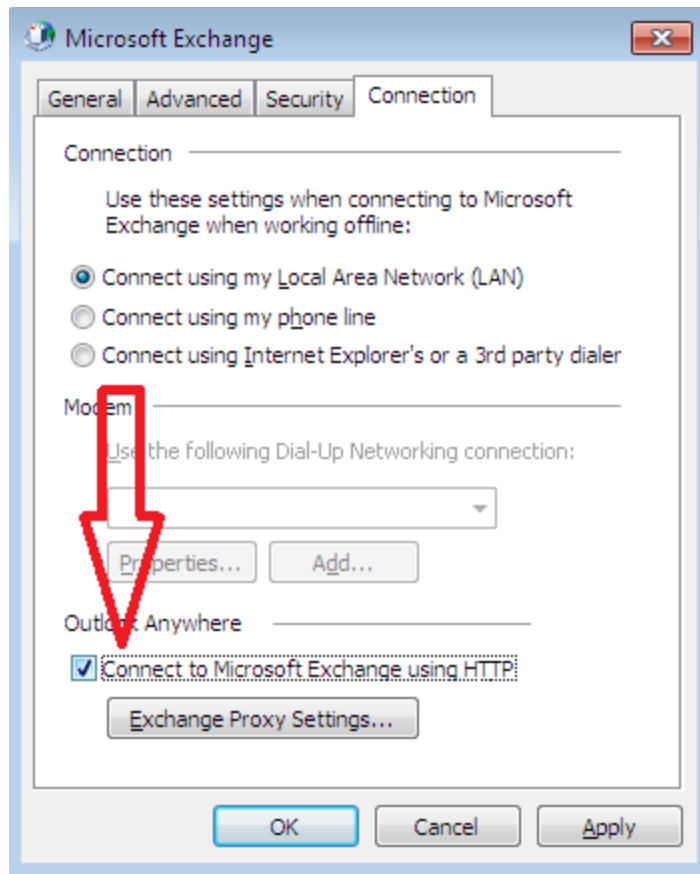 Microsoft Exchange
General Advanced Security Connection
Connection
Use these settings when connecting to Microsoft
Exchange when working offline:
Connect using my Local Area Network (LAN)
Connect using my phone line
Connect using Internet Explorer's or a 3rd party dialer
Modem
Use the following Dial-Up Networking connection:
Properties... Add...
Outlook Anywhere
Connect to Microsoft Exchange using HTTP
Exchange Proxy Settings...
OK Cancel Apply